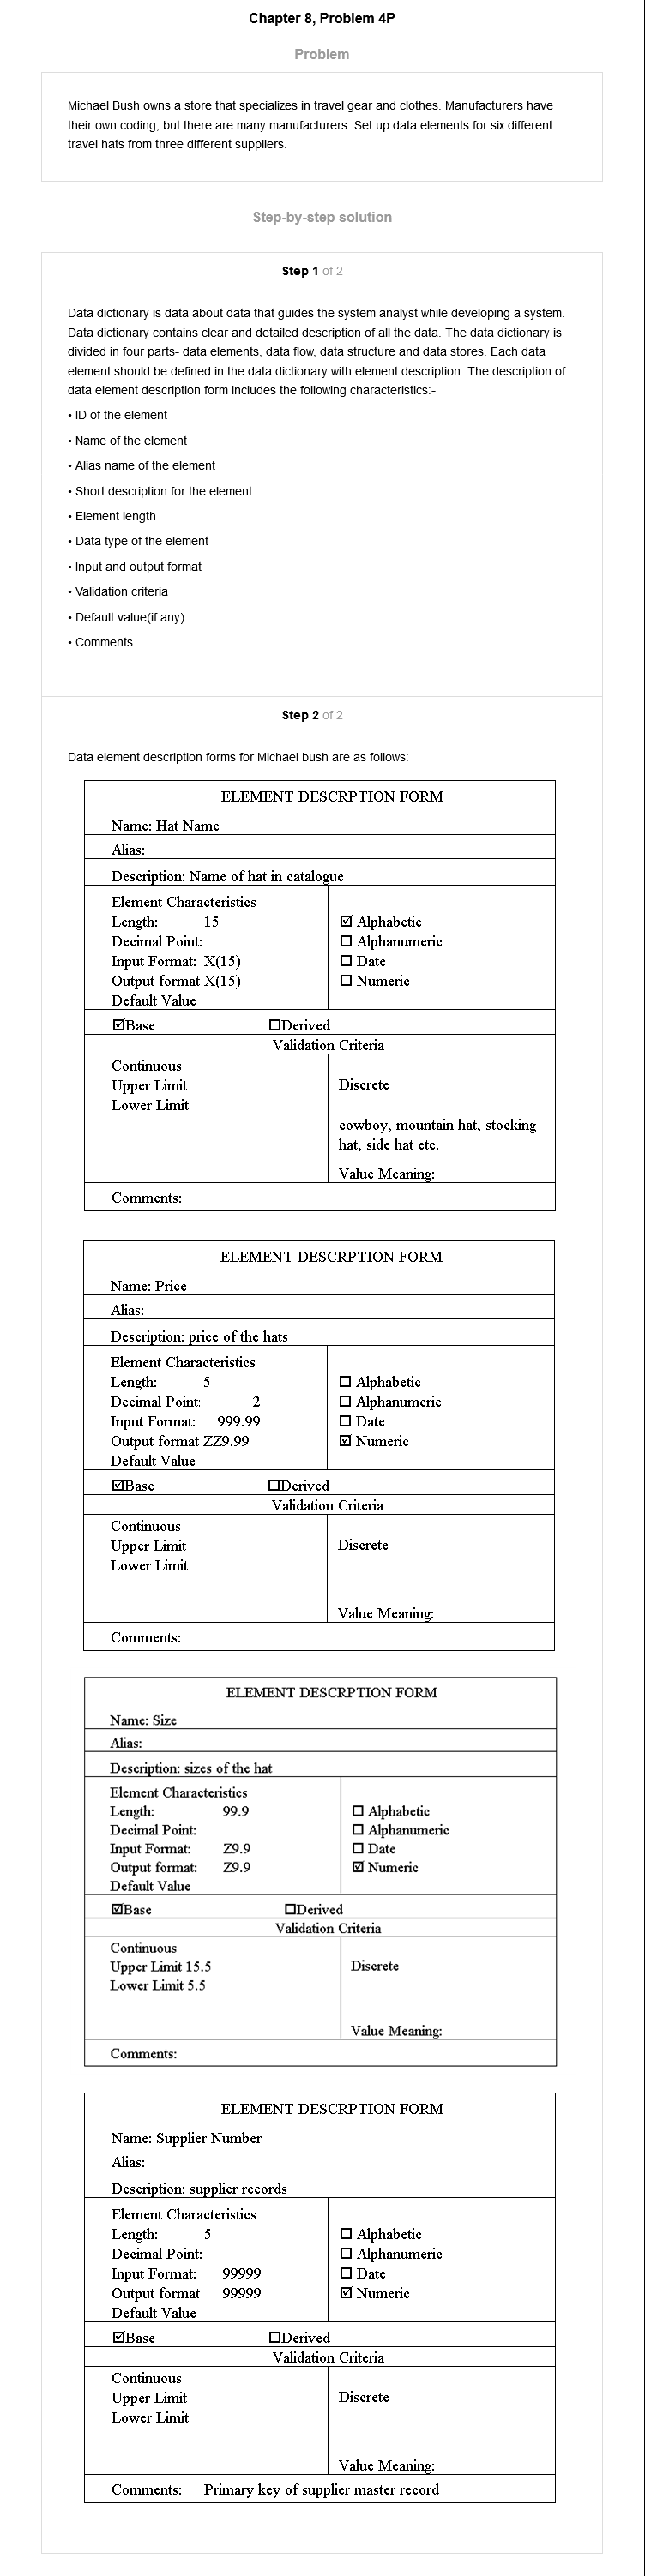 Chapter 8, Problem 4P
Problem
Michael Bush owns a store that specializes in travel gear and clothes. Manufacturers have
their own coding, but there are many manufacturers. Set up data elements for six different
travel hats from three different suppliers.
Step-by-step solution
Step 1 of 2
Data dictionary is data about data that guides the system analyst while developing a system.
Data dictionary contains clear and detailed description of all the data. The data dictionary is
divided in four parts- data elements, data flow, data structure and data stores. Each data
element should be defined in the data dictionary with element description. The description of
data element description form includes the following characteristics:-
• ID of the element
• Name of the element
• Alias name of the element
• Short description for the element
• Element length
• Data type of the element
• Input and output format
• Validation criteria
• Default value(if any)
• Comments
Step 2 of 2
Data element description forms for Michael bush are as follows:
ELEMENT DESCRPTION FORM
Name: Hat Name
Alias:
Description: Name of hat in catalogue
Element Characteristics
Length: 15
Decimal Point:
Input Format: X(15)
Output format X(15)
Default Value
☑ Alphabetic
☐ Alphanumeric
☐ Date
☐ Numeric
☑Base ☐Derived
Validation Criteria
Continuous
Upper Limit
Lower Limit
Discrete
cowboy, mountain hat, stocking
hat, side hat etc.
Value Meaning:
Comments:
ELEMENT DESCRPTION FORM
Name: Price
Alias:
Description: price of the hats
Element Characteristics
Length: 5
Decimal Point: 2
Input Format: 999.99
Output format ZZ9.99
Default Value
☐ Alphabetic
☐ Alphanumeric
☐ Date
☑ Numeric
☑Base ☐Derived
Validation Criteria
Continuous
Upper Limit
Lower Limit
Discrete
Value Meaning:
Comments:
ELEMENT DESCRPTION FORM
Name: Size
Alias:
Description: sizes of the hat
Element Characteristics
Length: 99.9
Decimal Point:
Input Format: Z9.9
Output format: Z9.9
Default Value
☐ Alphabetic
☐ Alphanumeric
☐ Date
☑ Numeric
☑Base ☐Derived
Validation Criteria
Continuous
Upper Limit 15.5
Lower Limit 5.5
Discrete
Value Meaning:
Comments:
ELEMENT DESCRPTION FORM
Name: Supplier Number
Alias:
Description: supplier records
Element Characteristics
Length: 5
Decimal Point:
Input Format: 99999
Output format 99999
Default Value
☐ Alphabetic
☐ Alphanumeric
☐ Date
☑ Numeric
☑Base ☐Derived
Validation Criteria
Continuous
Upper Limit
Lower Limit
Discrete
Value Meaning:
Comments: Primary key of supplier master record